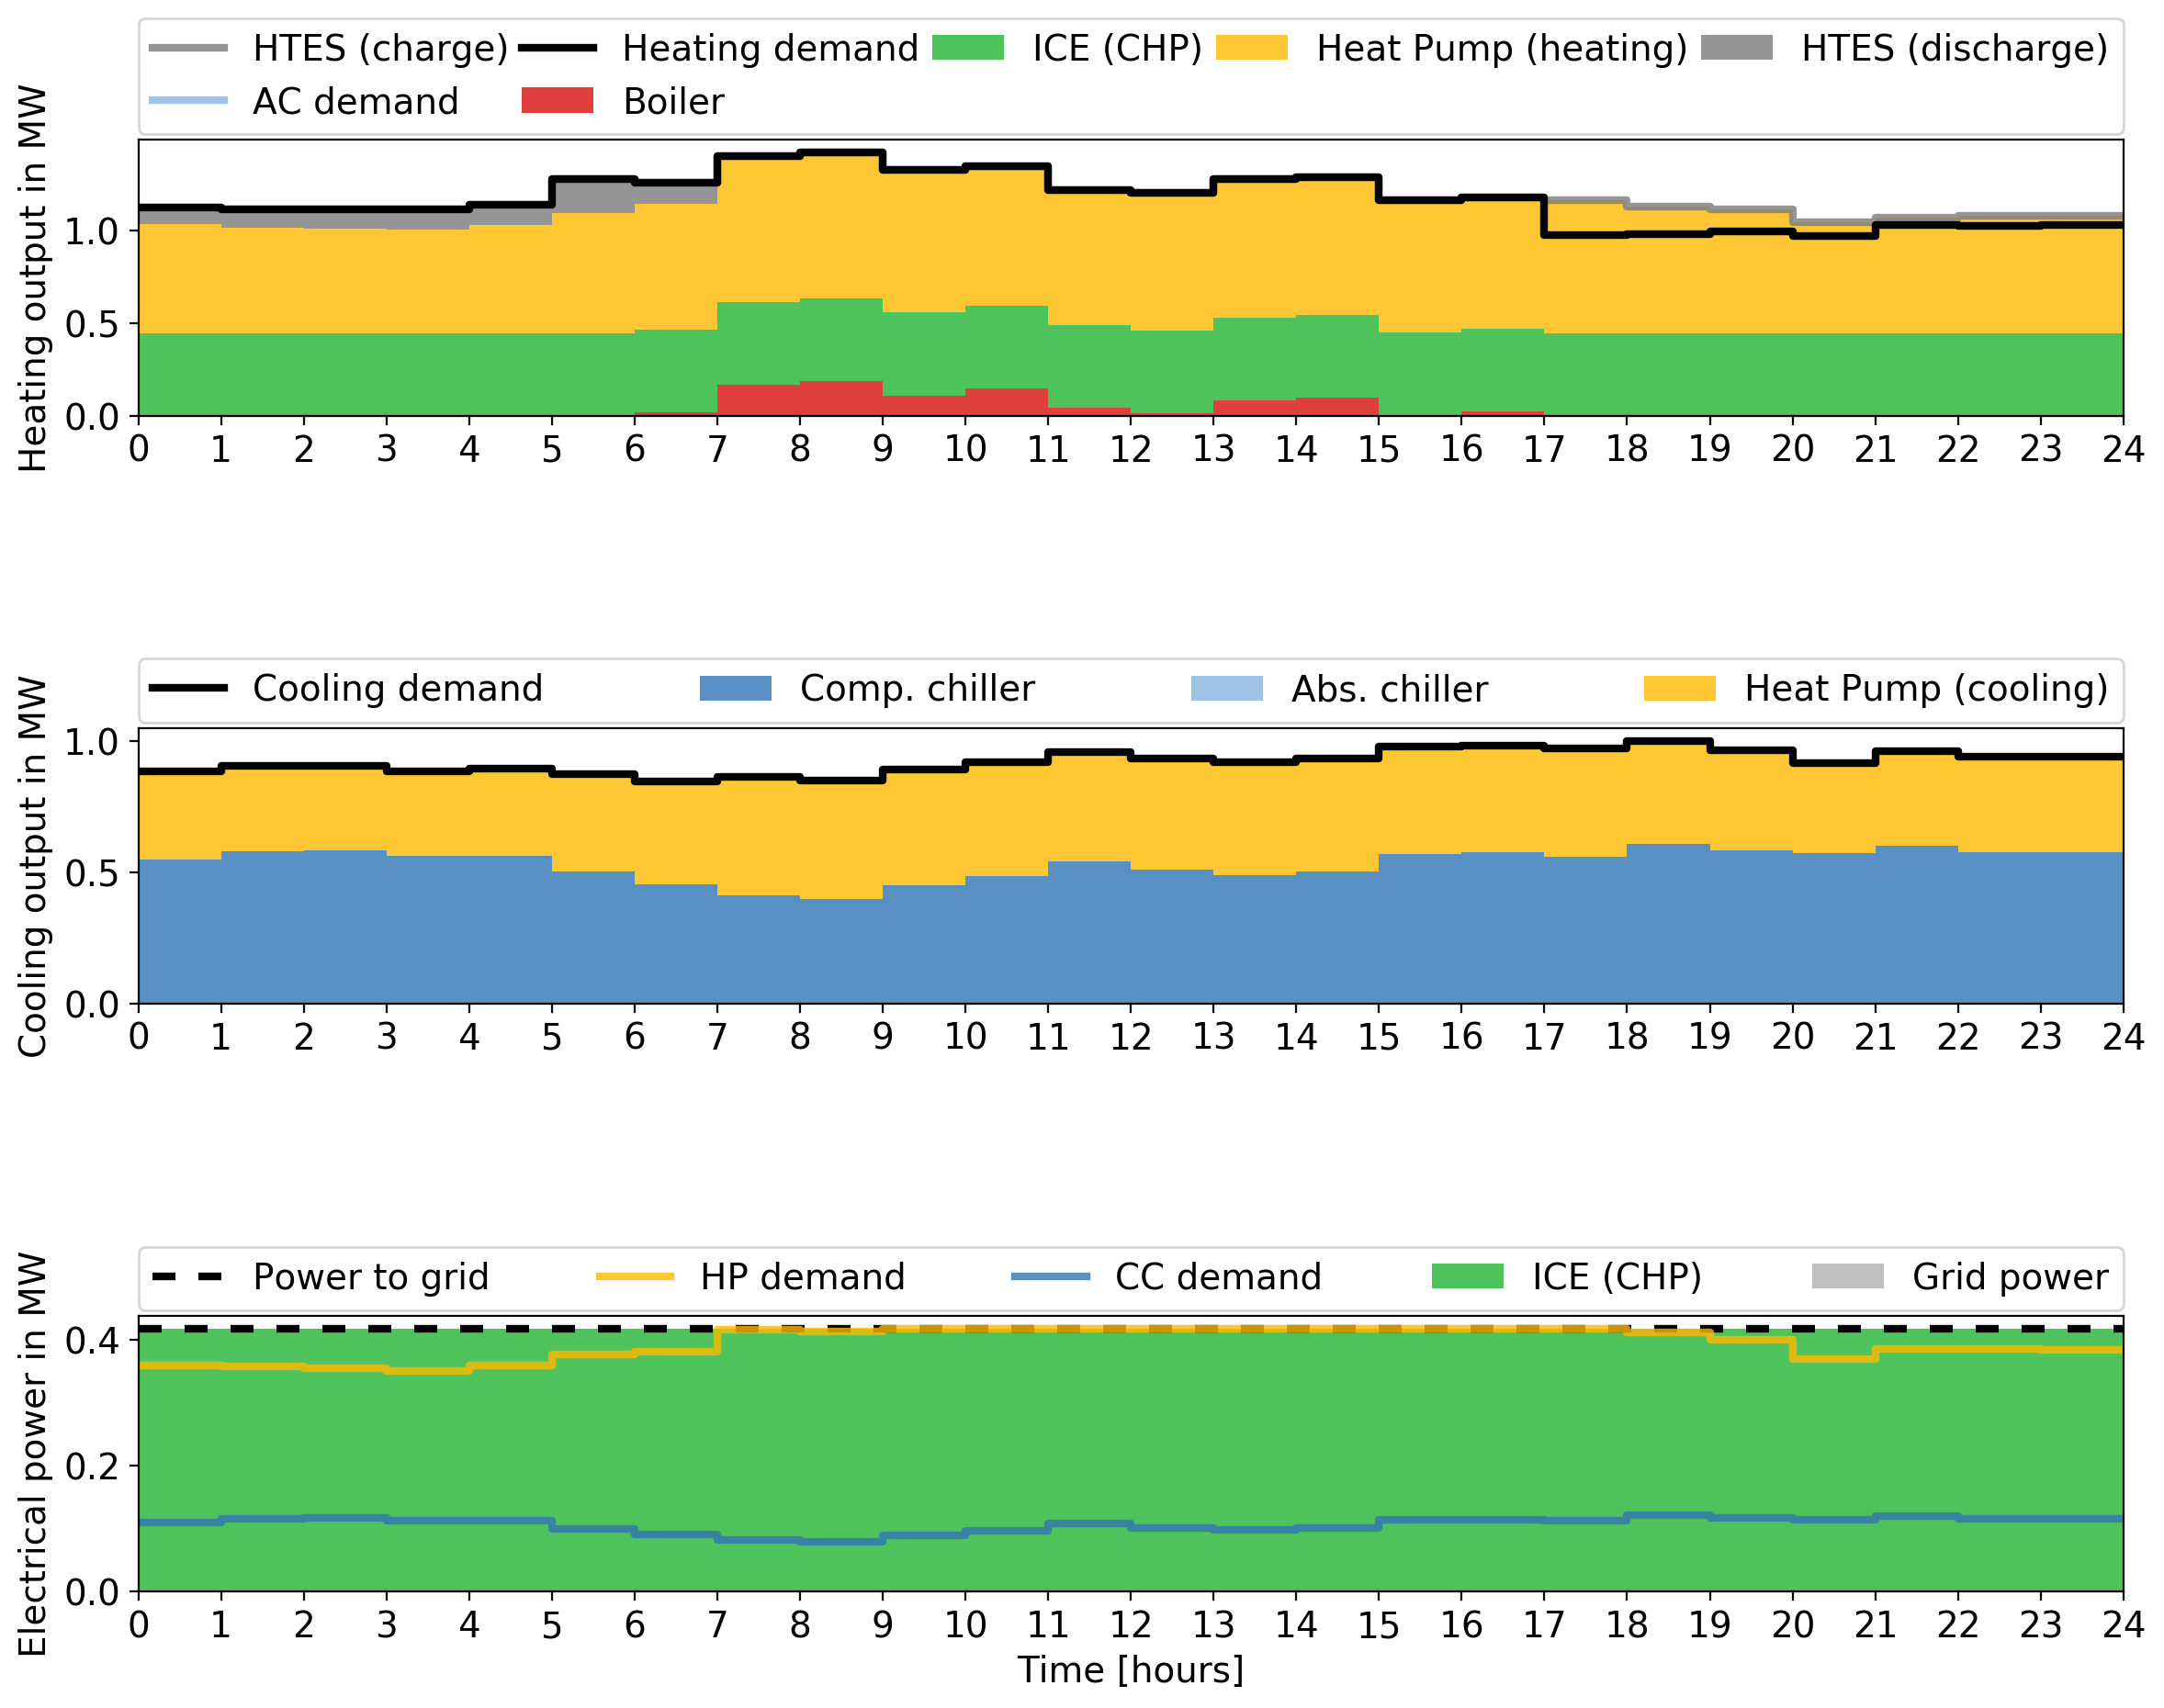 HTES (charge) Heating demand ICE (CHP) Heat Pump (heating) HTES (discharge)
AC demand Boiler
Heating output in MW
1.0
0.5
0.0
0 1 2 3 4 5 6 7 8 9 10 11 12 13 14 15 16 17 18 19 20 21 22 23 24
Cooling demand Comp. chiller Abs. chiller Heat Pump (cooling)
Cooling output in MW
1.0
0.5
0.0
0 1 2 3 4 5 6 7 8 9 10 11 12 13 14 15 16 17 18 19 20 21 22 23 24
Power to grid HP demand CC demand ICE (CHP) Grid power
Electrical power in MW
0.4
0.2
0.0
0 1 2 3 4 5 6 7 8 9 10 11 12 13 14 15 16 17 18 19 20 21 22 23 24
Time [hours]